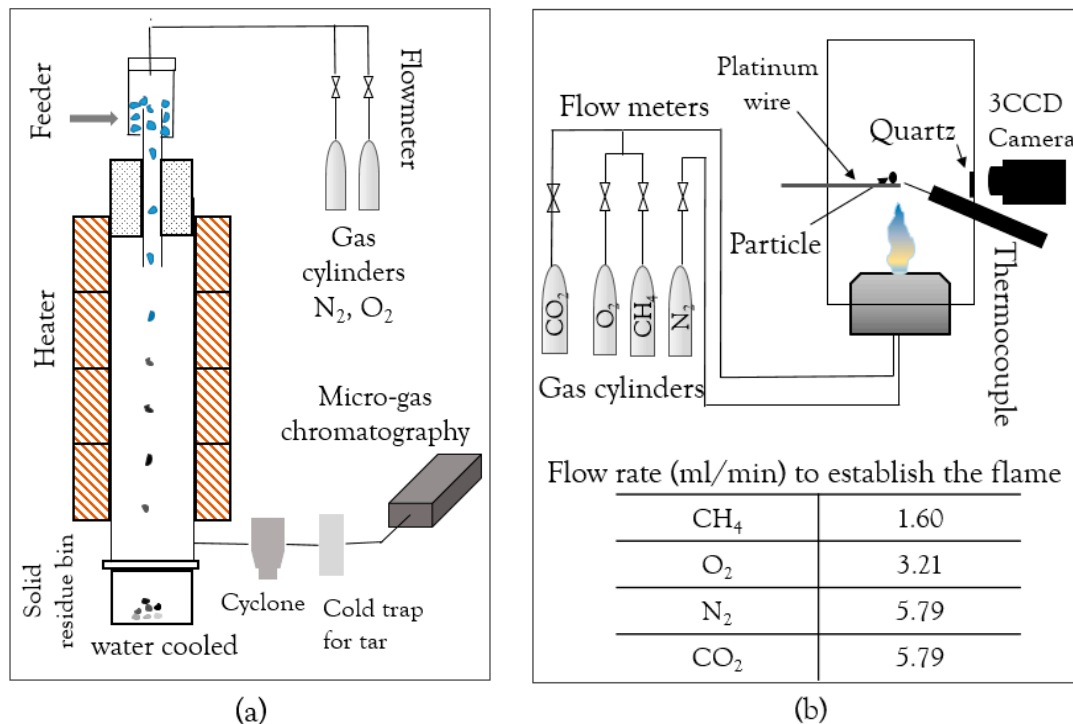 Feeder
Flowmeter
Gas
cylinders
N₂, O₂
Heater
Micro-gas
chromatography
Solid
residue bin
Cyclone
Cold trap
for tar
water cooled
(a)
Platinum
wire
Flow meters
3CCD
Camera
Quartz
Particle
Thermocouple
CO₂
O₂
CH₄
N₂
Gas cylinders
Flow rate (ml/min) to establish the flame
CH₄ 1.60
O₂ 3.21
N₂ 5.79
CO₂ 5.79
(b)